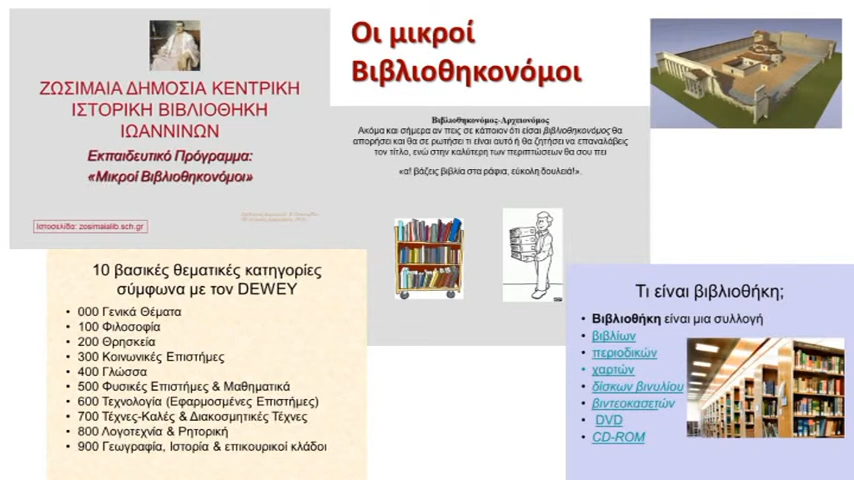 Οι μικροί
Βιβλιοθηκονόμοι
ΖΩΣΙΜΑΙΑ ΔΗΜΟΣΙΑ ΚΕΝΤΡΙΚΗ
ΙΣΤΟΡΙΚΗ ΒΙΒΛΙΟΘΗΚΗ
ΙΩΑΝΝΙΝΩΝ
Εκπαιδευτικό Πρόγραμμα:
«Μικροί Βιβλιοθηκονόμοι»
Ιστοσελίδα: zosimaialib.sch.gr
Βιβλιοθηκονόμος-Αρχειονόμος
Ακόμα και σήμερα αν πεις σε κάποιον ότι είσαι βιβλιοθηκονόμος θα
απορήσει και θα σε ρωτήσει τι είναι αυτό ή θα ζητήσει να επαναλάβεις
τον τίτλο, ενώ στην καλύτερη των περιπτώσεων θα σου πει
«α! βάζεις βιβλία στα ράφια, εύκολη δουλειά!».
10 βασικές θεματικές κατηγορίες
σύμφωνα με τον DEWEY
• 000 Γενικά Θέματα
• 100 Φιλοσοφία
• 200 Θρησκεία
• 300 Κοινωνικές Επιστήμες
• 400 Γλώσσα
• 500 Φυσικές Επιστήμες & Μαθηματικά
• 600 Τεχνολογία (Εφαρμοσμένες Επιστήμες)
• 700 Τέχνες-Καλές & Διακοσμητικές Τέχνες
• 800 Λογοτεχνία & Ρητορική
• 900 Γεωγραφία, Ιστορία & επικουρικοί κλάδοι
Τι είναι βιβλιοθήκη;
• Βιβλιοθήκη είναι μια συλλογή
• βιβλίων
• περιοδικών
• χαρτών
• δίσκων βινυλίου
• βιντεοκασετών
• DVD
• CD-ROM